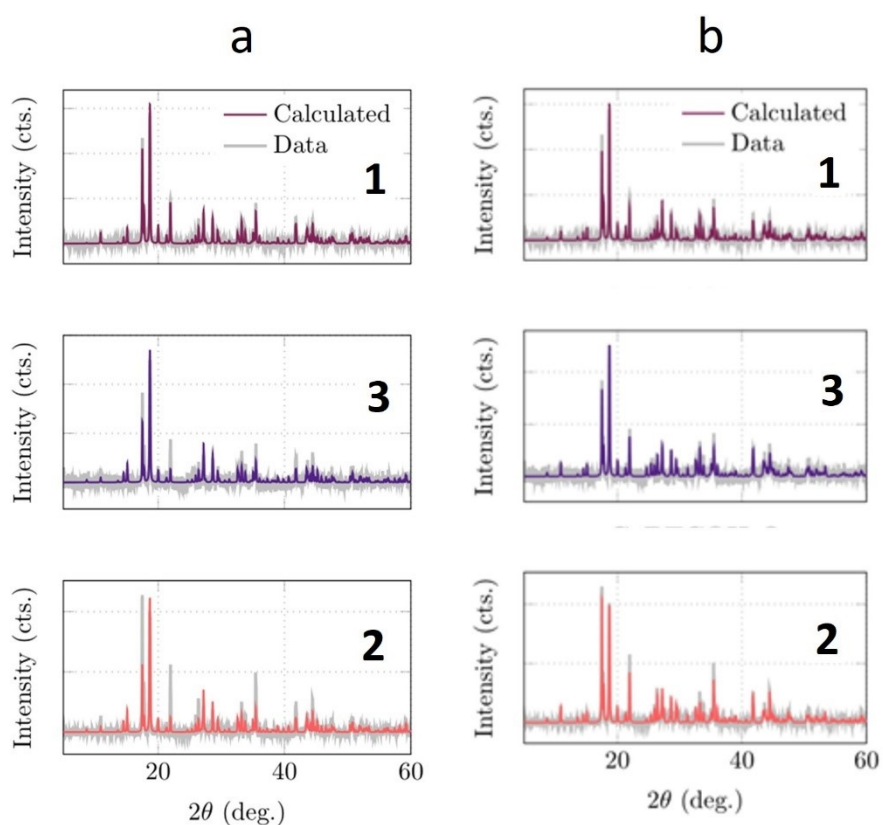 a
b
Intensity (cts.)
Calculated
Data
1
Intensity (cts.)
Calculated
Data
1
Intensity (cts.)
3
Intensity (cts.)
3
Intensity (cts.)
2
20
40
60
2θ (deg.)
Intensity (cts.)
2
20
40
60
2θ (deg.)